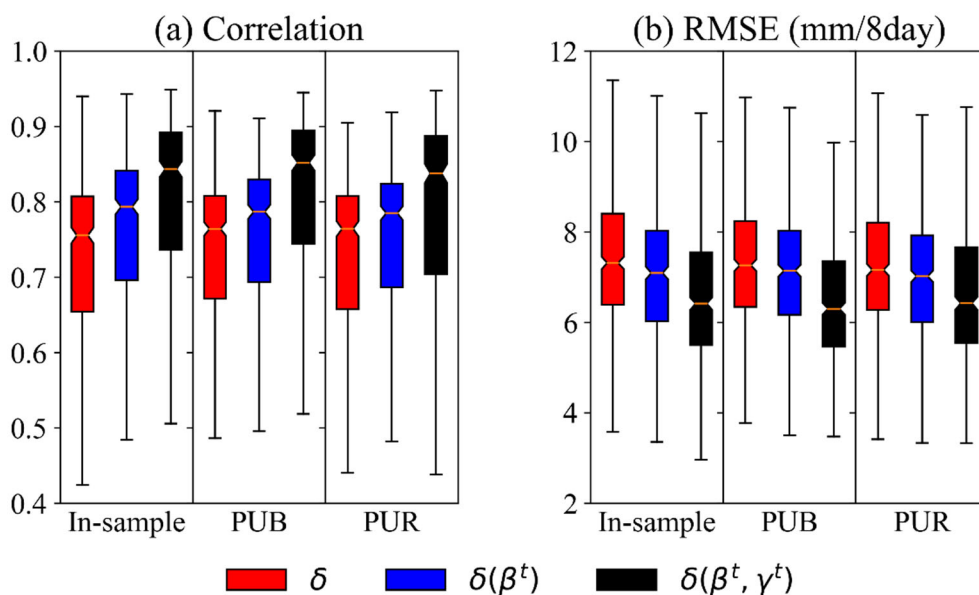 (a) Correlation
1.0
0.9
0.8
0.7
0.6
0.5
0.4
In-sample PUB PUR
(b) RMSE (mm/8day)
12
10
8
6
4
2
In-sample PUB PUR
δ δ(βᵗ) δ(βᵗ, γᵗ)